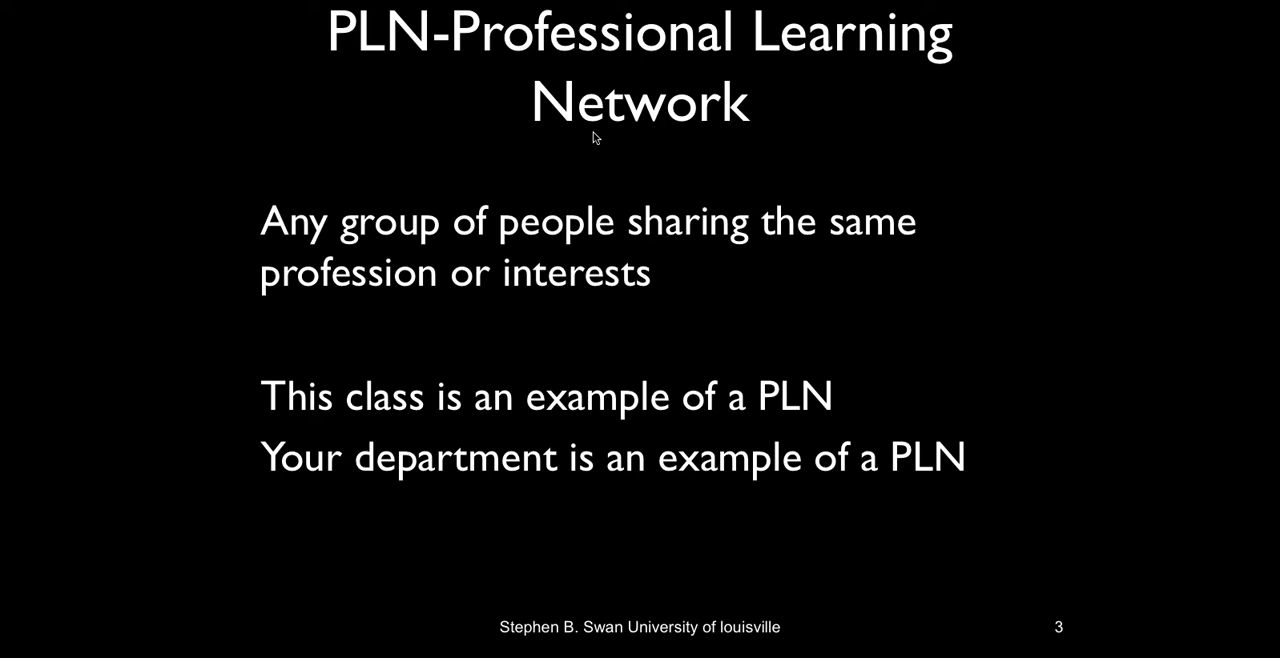 PLN-Professional Learning
Network
Any group of people sharing the same
profession or interests
This class is an example of a PLN
Your department is an example of a PLN
Stephen B. Swan University of louisville
3